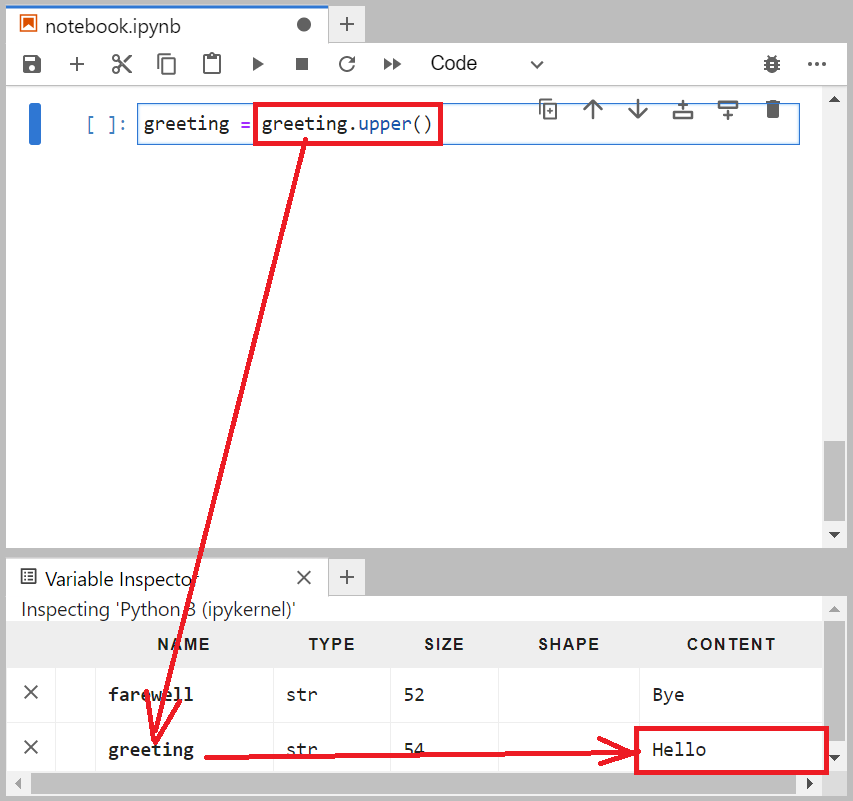 notebook.ipynb
Code
[ ]: greeting = greeting.upper()
Variable Inspector
Inspecting 'Python 3 (ipykernel)'
NAME TYPE SIZE SHAPE CONTENT
farewell str 52 Bye
greeting str 54 Hello